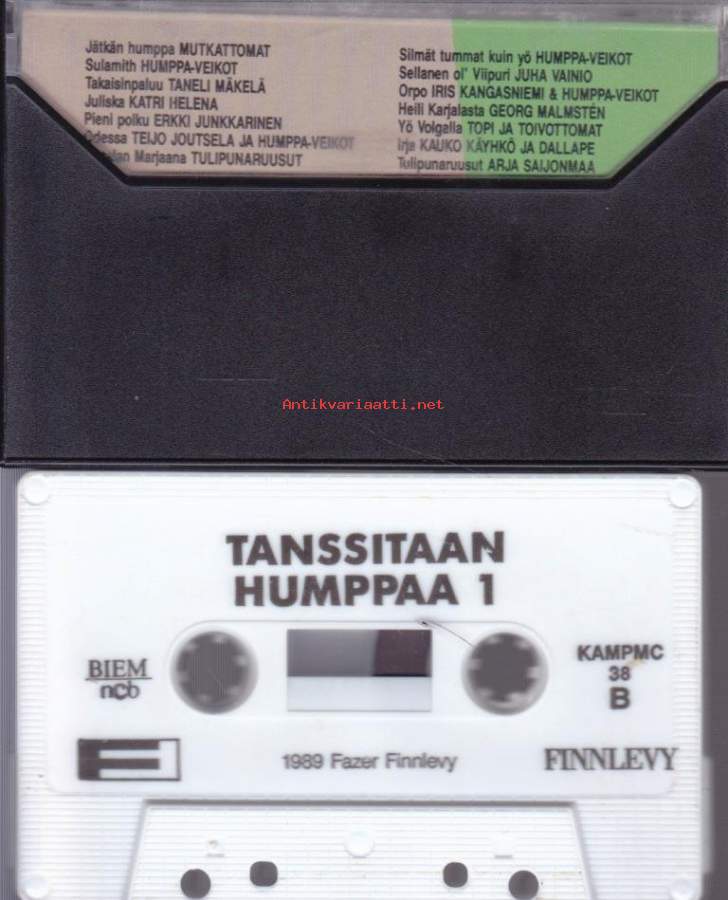 Jätkän humppa MUTKATTOMAT
Sulamith HUMPPA-VEIKOT
Takaisinpaluu TANELI MÄKELÄ
Juliska KATRI HELENA
Pieni polku ERKKI JUNKKARINEN
Odessa TEIJO JOUTSELA JA HUMPPA-VEIKOT
Marjaana TULIPUNARUUSUT
Silmät tummat kuin yö HUMPPA-VEIKOT
Sellanen ol' Viipuri JUHA VAINIO
Orpo IRIS KANGASNIEMI & HUMPPA-VEIKOT
Heili Karjalasta GEORG MALMSTÉN
Yö Volgalla TOPI JA TOIVOTTOMAT
Irja KAUKO KÄYHKÖ JA DALLAPE
Tulipunaruusut ARJA SAIJONMAA
Antikvariaatti.net
TANSSITAAN
HUMPPAA 1
BIEM
ncb
KAMPMC
38
B
1989 Fazer Finnlevy
FINNLEVY